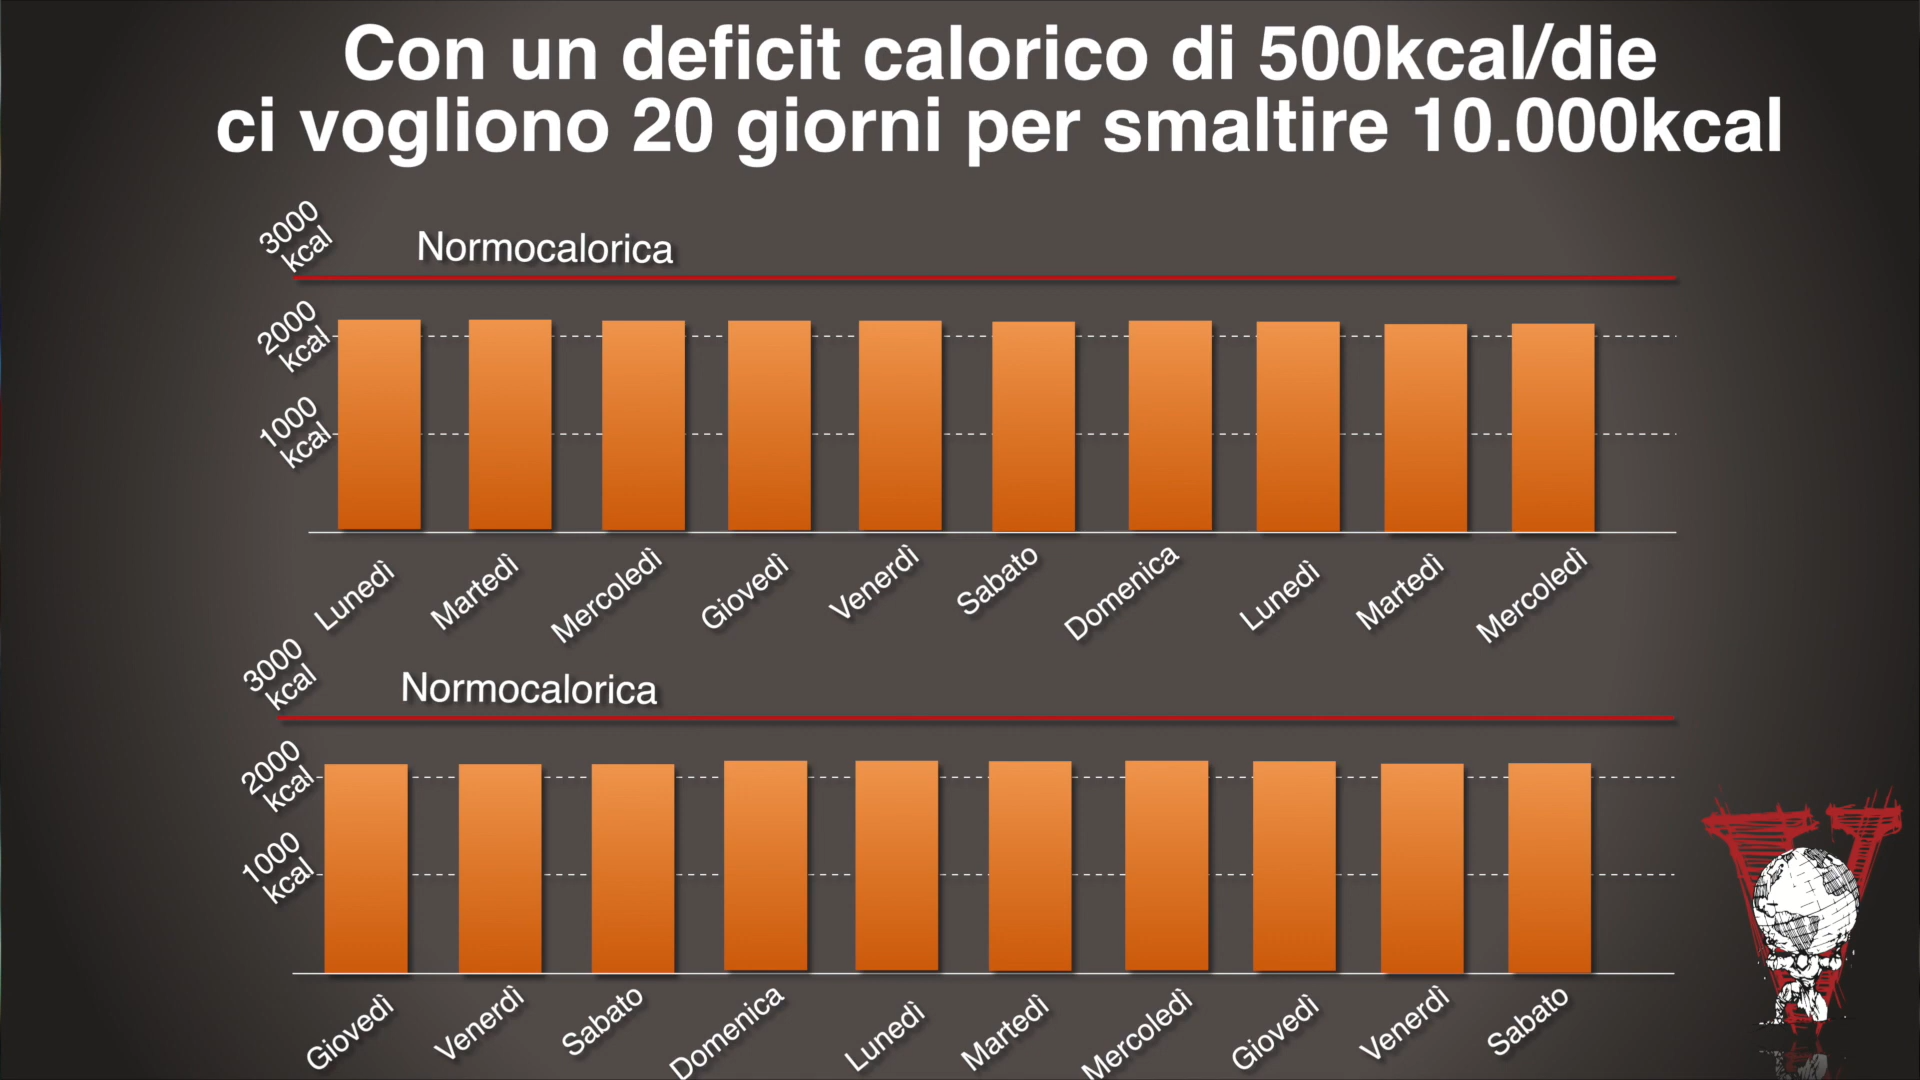 Con un deficit calorico di 500kcal/die
ci vogliono 20 giorni per smaltire 10.000kcal
3000
kcal
Normocalorica
2000
kcal
1000
kcal
Lunedì
Martedì
Mercoledì
Giovedì
Venerdì
Sabato
Domenica
Lunedì
Martedì
Mercoledì
3000
kcal
Normocalorica
2000
kcal
1000
kcal
Giovedì
Venerdì
Sabato
Domenica
Lunedì
Martedì
Mercoledì
Giovedì
Venerdì
Sabato
V